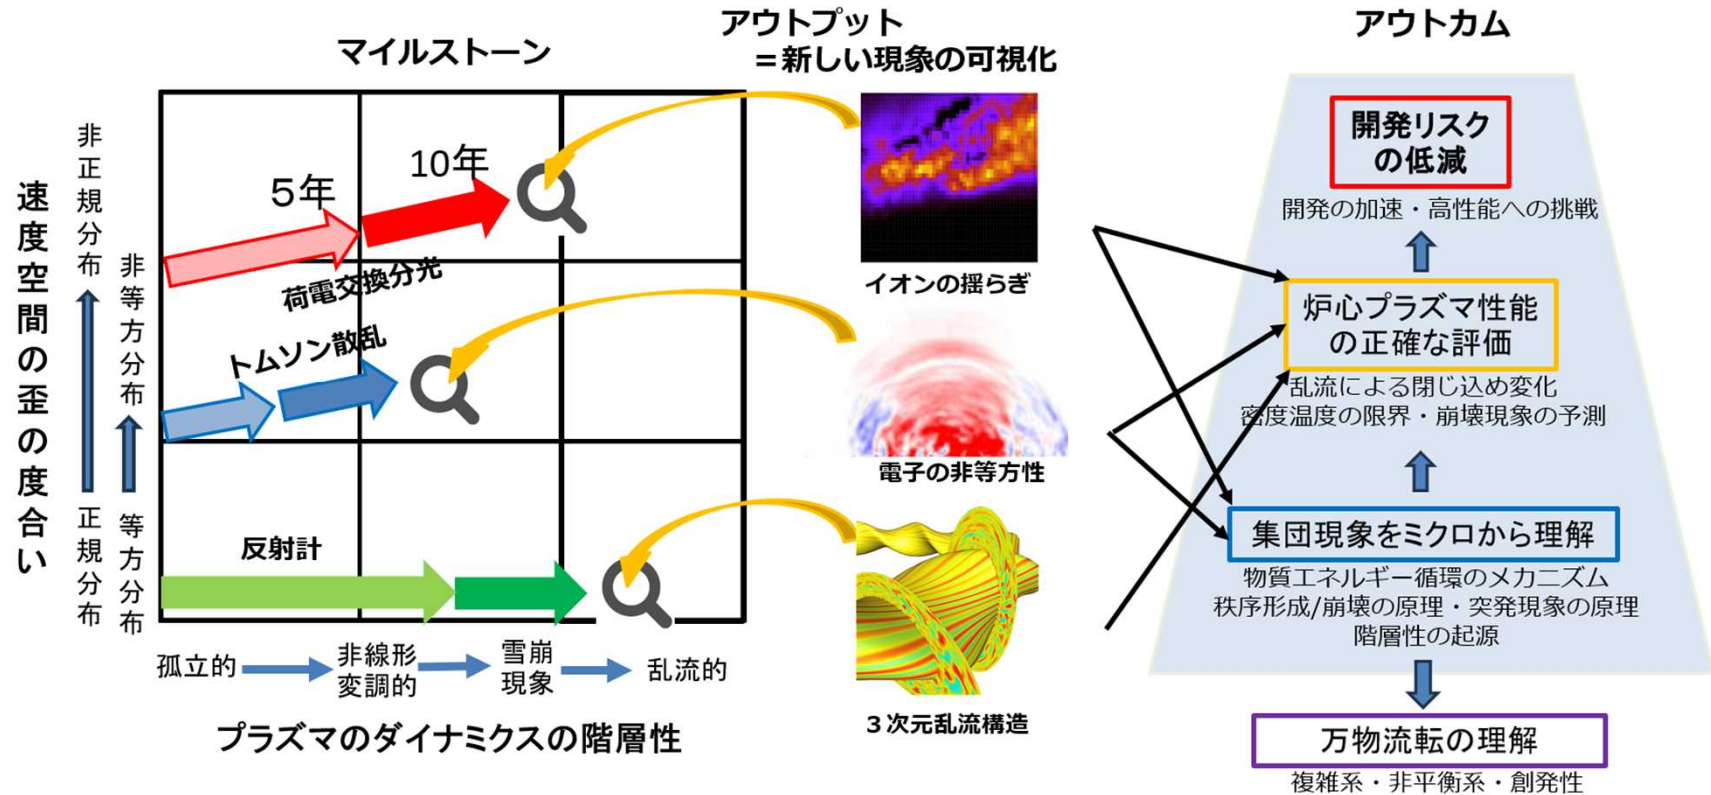 マイルストーン
アウトプット
＝新しい現象の可視化
アウトカム
速度空間の歪の度合い
非正規分布
正規分布
非等方分布
等方分布
5年
10年
荷電交換分光
トムソン散乱
反射計
孤立的
非線形
変調的
雪崩
現象
乱流的
プラズマのダイナミクスの階層性
イオンの揺らぎ
電子の非等方性
３次元乱流構造
開発リスク
の低減
開発の加速・高性能への挑戦
炉心プラズマ性能
の正確な評価
乱流による閉じ込め変化
密度温度の限界・崩壊現象の予測
集団現象をミクロから理解
物質エネルギー循環のメカニズム
秩序形成/崩壊の原理・突発現象の原理
階層性の起源
万物流転の理解
複雑系・非平衡系・創発性